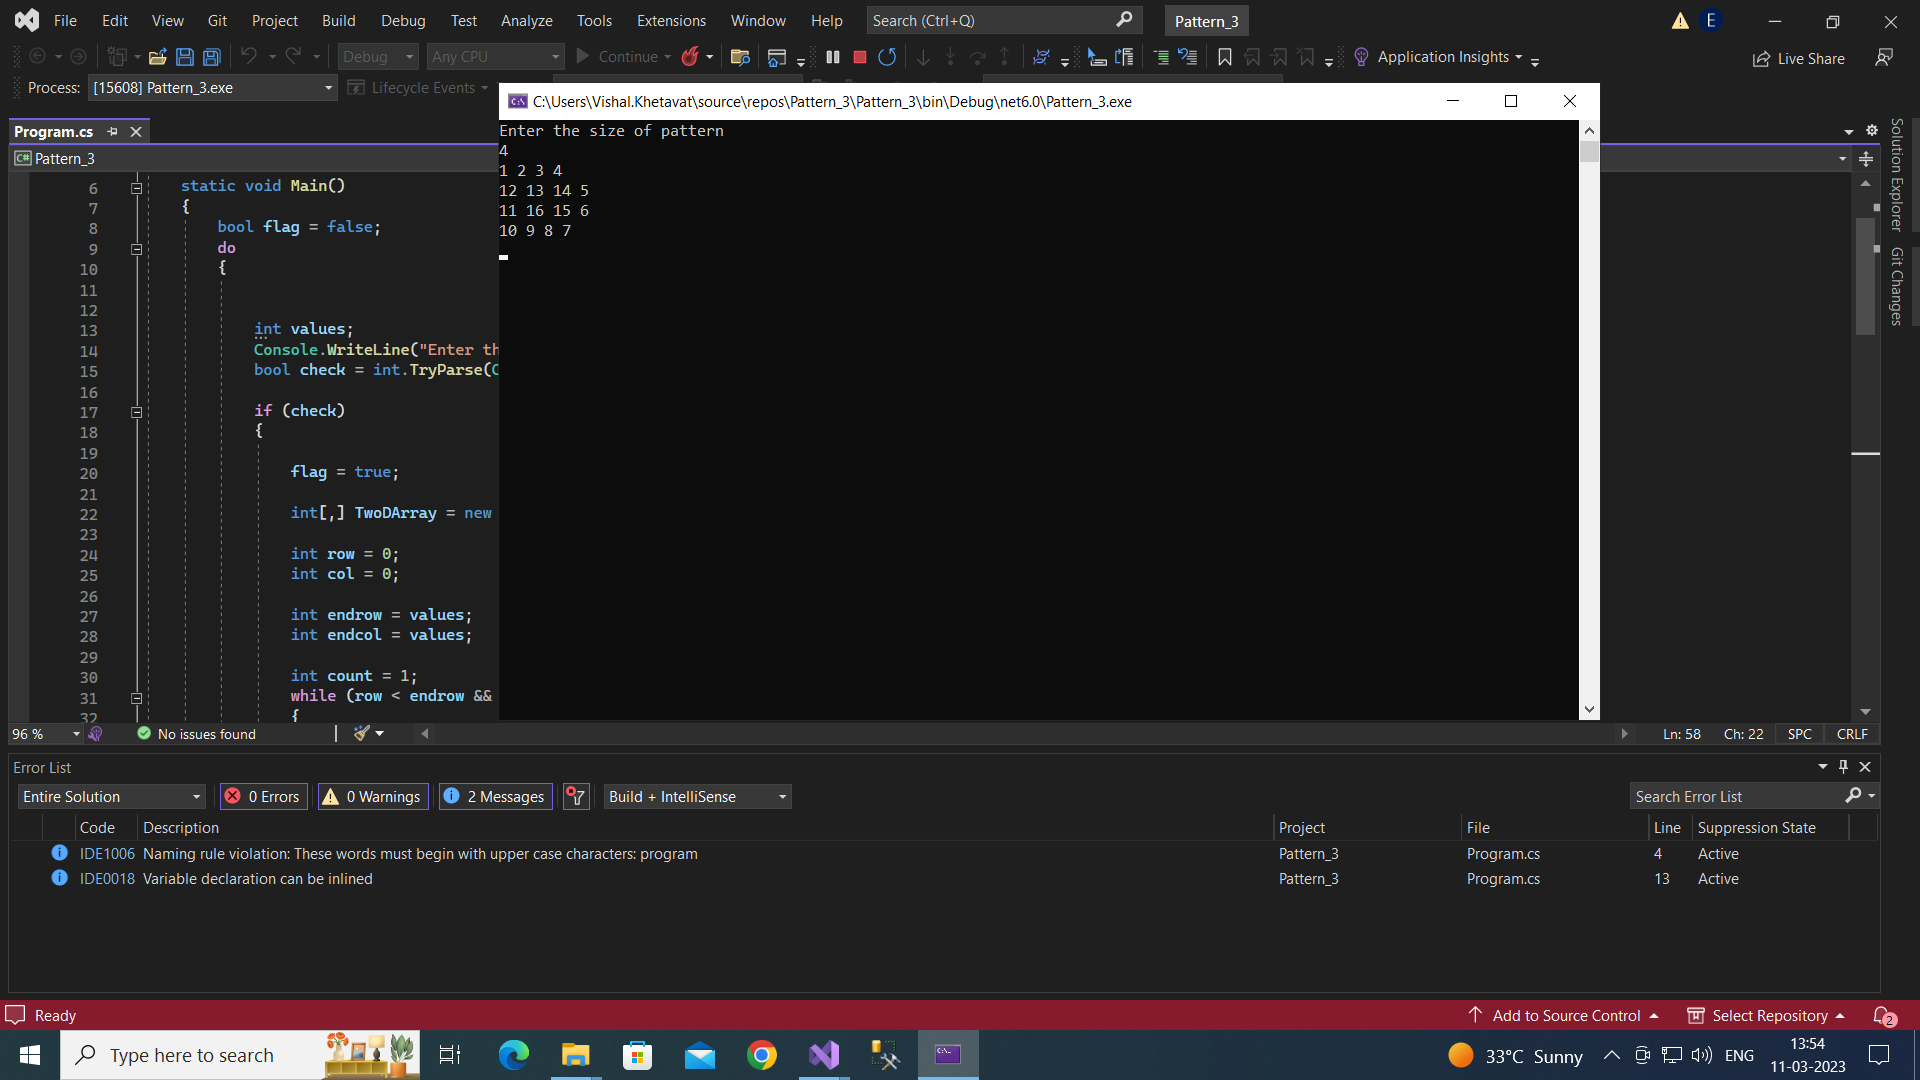 File Edit View Git Project Build Debug Test Analyze Tools Extensions Window Help Search (Ctrl+Q) Pattern_3 E
Debug Any CPU Continue Application Insights Live Share
Process: [15608] Pattern_3.exe Lifecycle Events
C:\Users\Vishal.Khetavat\source\repos\Pattern_3\Pattern_3\bin\Debug\net6.0\Pattern_3.exe
Enter the size of pattern
4
1 2 3 4
12 13 14 5
11 16 15 6
10 9 8 7
Program.cs
Pattern_3
6 static void Main()
7 {
8 bool flag = false;
9 do
10 {
11
12
13 int values;
14 Console.WriteLine("Enter th
15 bool check = int.TryParse(C
16
17 if (check)
18 {
19
20 flag = true;
21
22 int[,] TwoDArray = new
23
24 int row = 0;
25 int col = 0;
26
27 int endrow = values;
28 int endcol = values;
29
30 int count = 1;
31 while (row < endrow &&
32 {
Solution Explorer
Git Changes
96 % No issues found Ln: 58 Ch: 22 SPC CRLF
Error List
Entire Solution 0 Errors 0 Warnings 2 Messages Build + IntelliSense Search Error List
Code Description Project File Line Suppression State
IDE1006 Naming rule violation: These words must begin with upper case characters: program Pattern_3 Program.cs 4 Active
IDE0018 Variable declaration can be inlined Pattern_3 Program.cs 13 Active
Ready Add to Source Control Select Repository 2
Type here to search 33°C Sunny ENG 13:54
11-03-2023